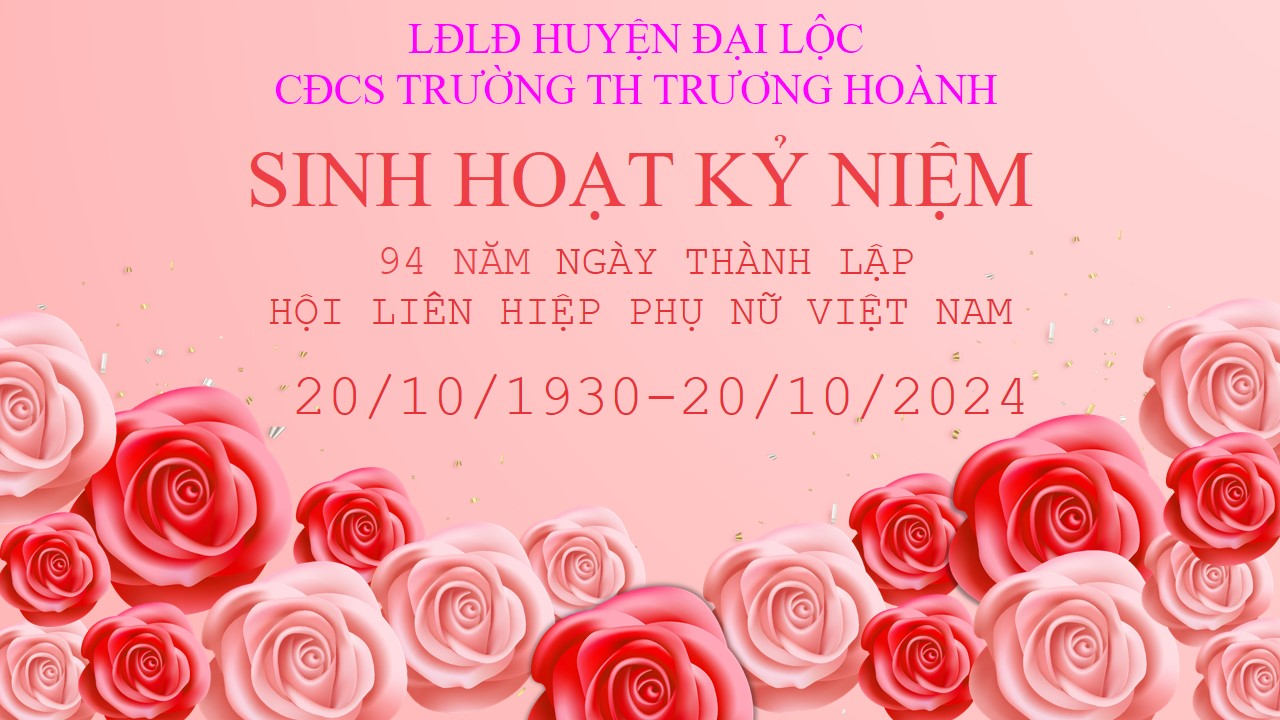 LĐLĐ HUYỆN ĐẠI LỘC
CĐCS TRƯỜNG TH TRƯƠNG HOÀNH
SINH HOẠT KỶ NIỆM
94 NĂM NGÀY THÀNH LẬP
HỘI LIÊN HIỆP PHỤ NỮ VIỆT NAM
20/10/1930-20/10/2024